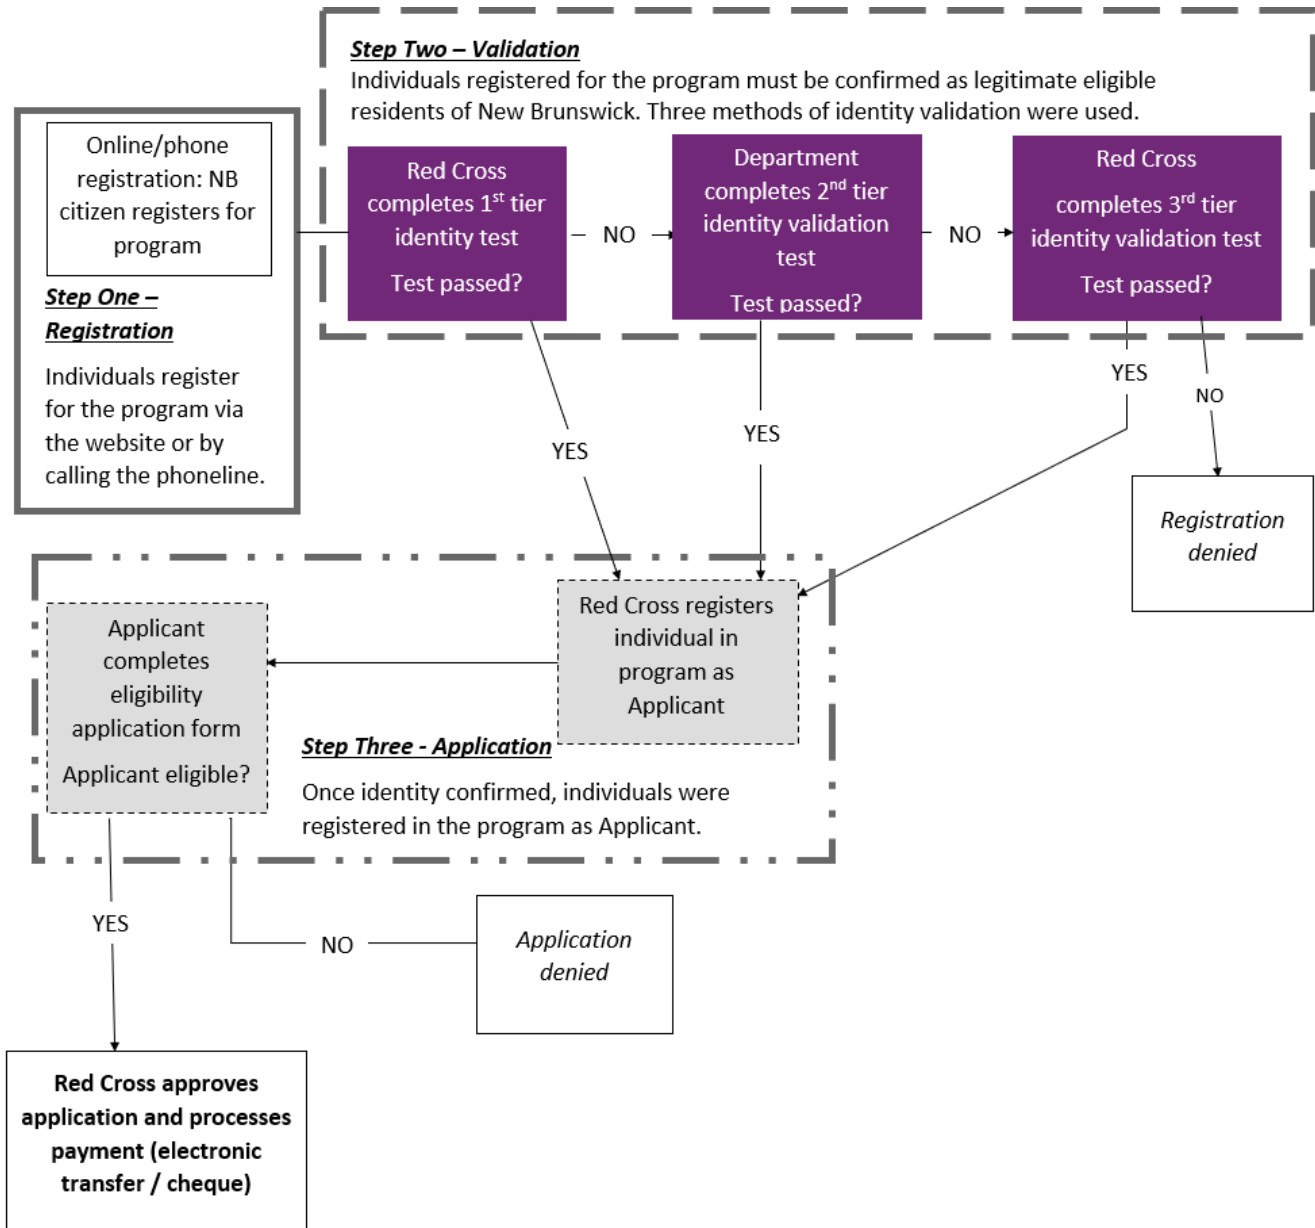 Step Two – Validation
Individuals registered for the program must be confirmed as legitimate eligible
residents of New Brunswick. Three methods of identity validation were used.
Online/phone
registration: NB
citizen registers for
program
Step One –
Registration
Individuals register
for the program via
the website or by
calling the phoneline.
Red Cross
completes 1st tier
identity test
Test passed?
NO
Department
completes 2nd tier
identity validation
test
Test passed?
NO
Red Cross
completes 3rd tier
identity validation test
Test passed?
YES
YES
YES
NO
Registration
denied
Red Cross registers
individual in
program as
Applicant
Applicant
completes
eligibility
application form
Applicant eligible?
Step Three - Application
Once identity confirmed, individuals were
registered in the program as Applicant.
YES
NO
Application
denied
Red Cross approves
application and processes
payment (electronic
transfer / cheque)